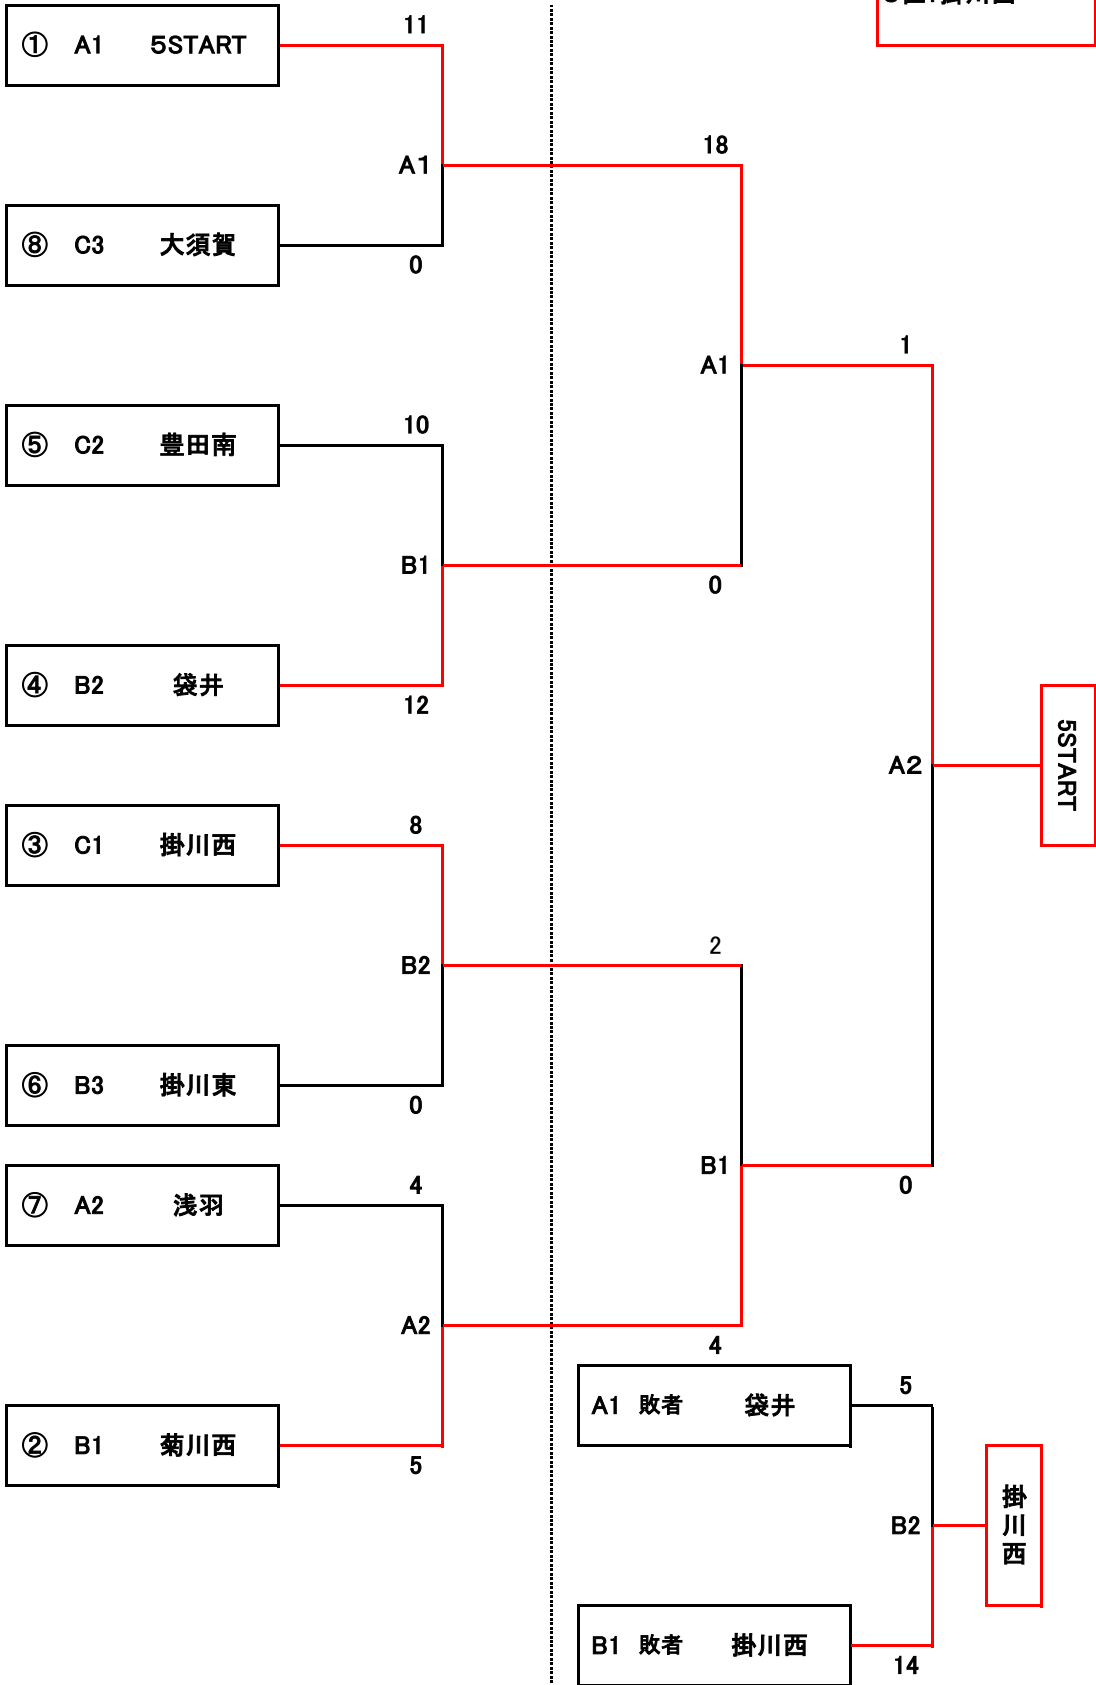 11
① A1 5START
18
A1
⑧ C3 大須賀
0
1
A1
10
⑤ C2 豊田南
B1
0
④ B2 袋井
12
5START
A2
8
③ C1 掛川西
2
B2
⑥ B3 掛川東
0
B1
4
0
⑦ A2 浅羽
A2
4
5
A1 敗者 袋井
② B1 菊川西
5
掛川西
B2
B1 敗者 掛川西
14